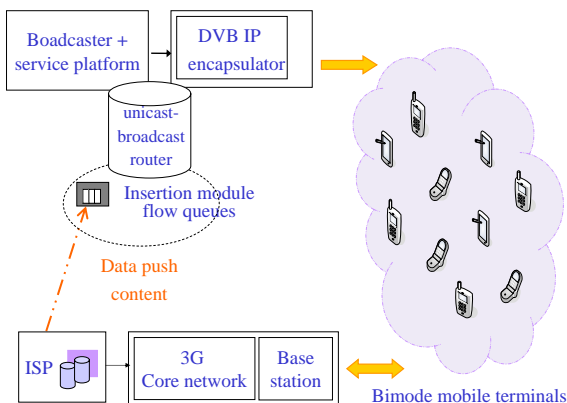 Boadcaster +
service platform
DVB IP
encapsulator
unicast-
broadcast
router
Insertion module
flow queues
Data push
content
ISP
3G
Core network
Base
station
Bimode mobile terminals